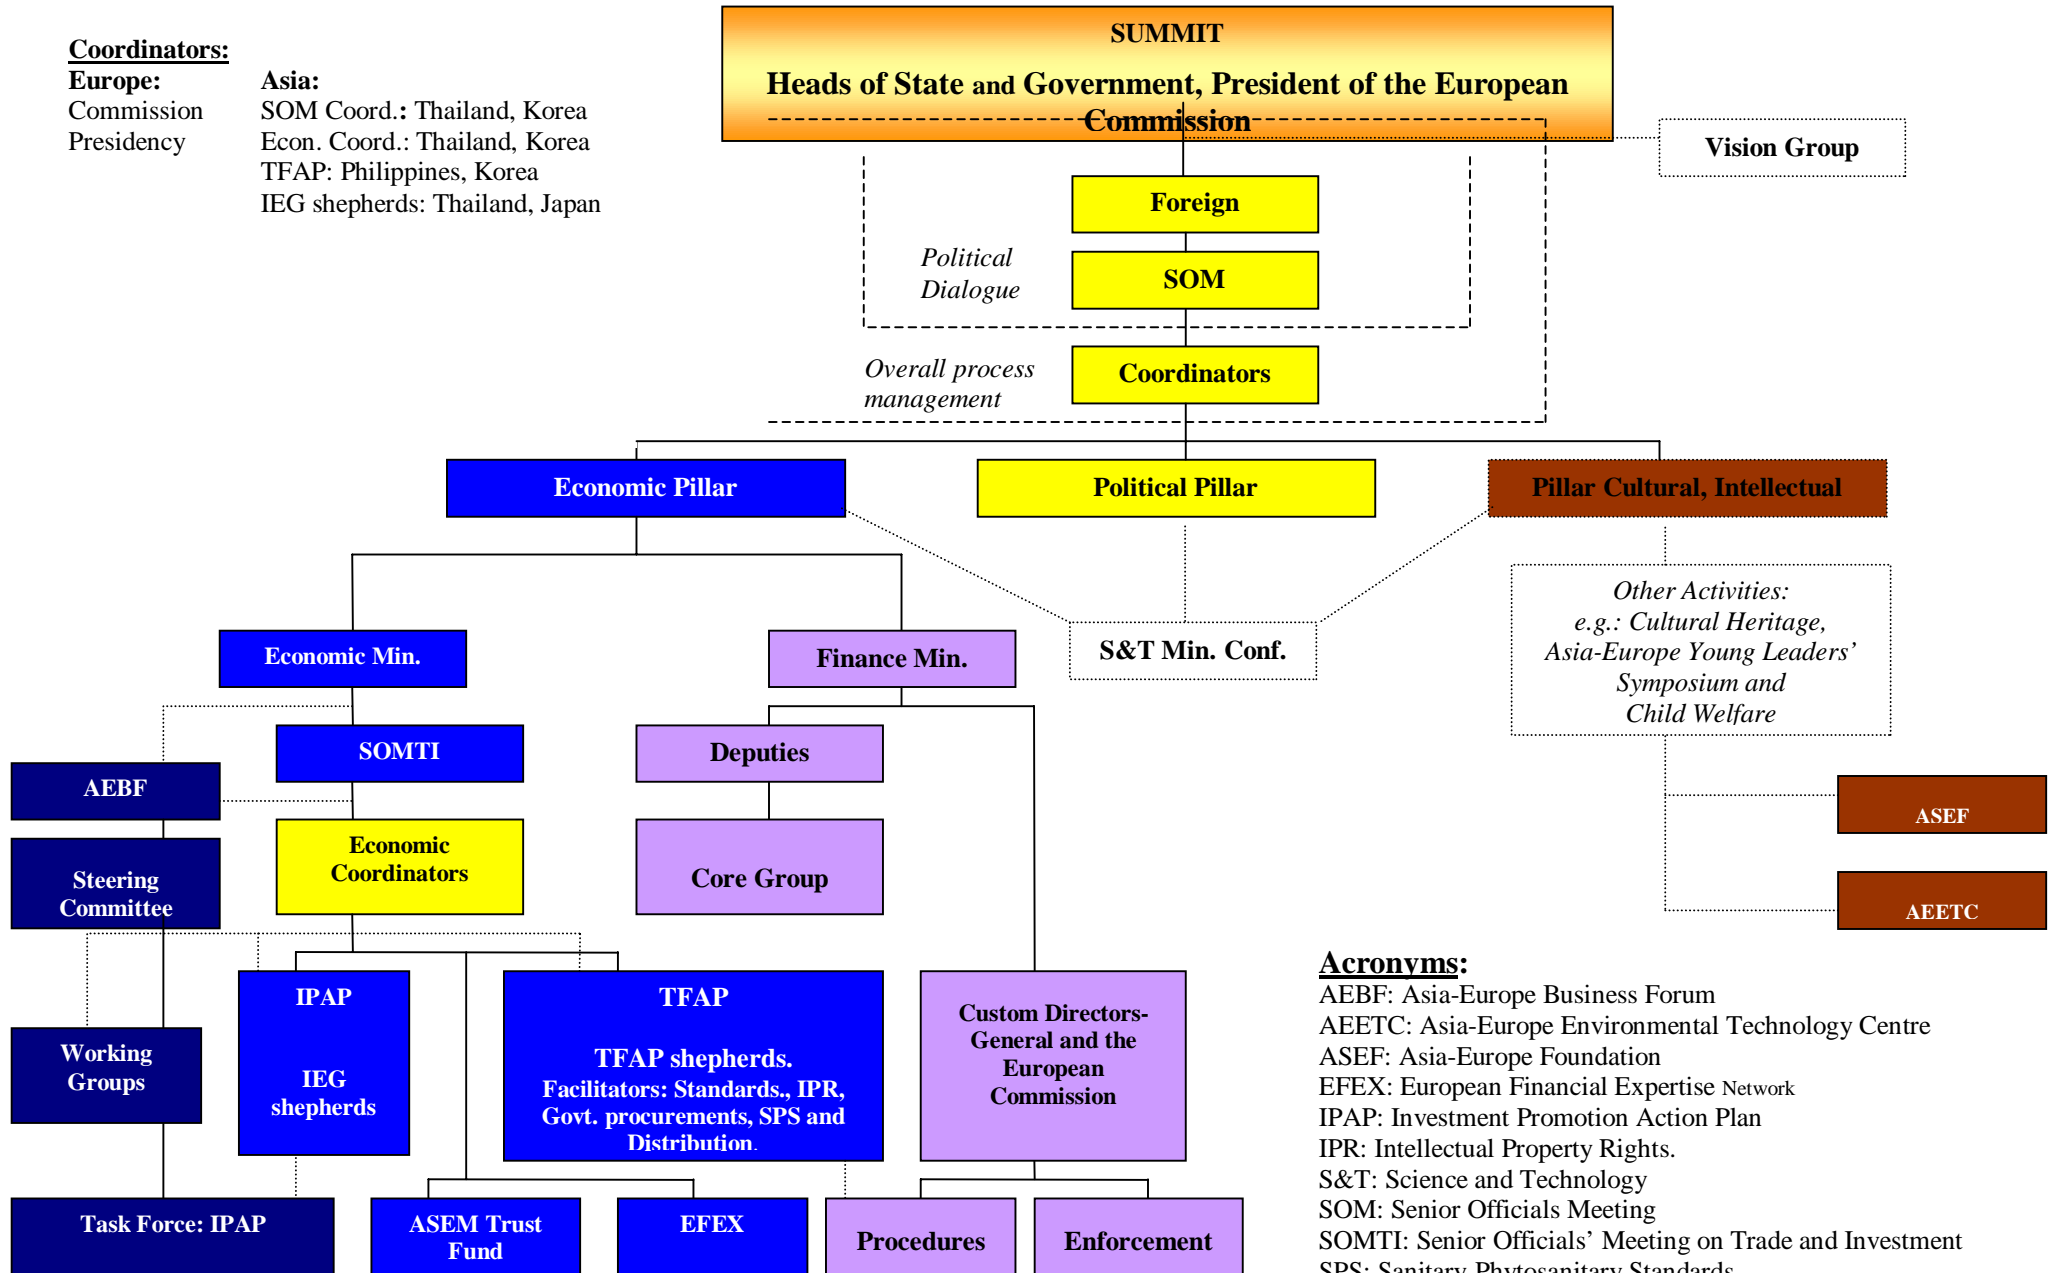 Coordinators:
Europe:
Commission
Presidency
Asia:
SOM Coord.: Thailand, Korea
Econ. Coord.: Thailand, Korea
TFAP: Philippines, Korea
IEG shepherds: Thailand, Japan
SUMMIT
Heads of State and Government, President of the European
Commission
Vision Group
Foreign
Political
Dialogue
SOM
Overall process
management
Coordinators
Economic Pillar
Political Pillar
Pillar Cultural, Intellectual
Other Activities:
e.g.: Cultural Heritage,
Asia-Europe Young Leaders’
Symposium and
Child Welfare
Economic Min.
Finance Min.
S&T Min. Conf.
SOMTI
Deputies
AEBF
ASEF
Economic
Coordinators
Steering
Committee
Core Group
AEETC
IPAP
IEG
shepherds
TFAP
TFAP shepherds.
Facilitators: Standards., IPR,
Govt. procurements, SPS and
Distribution.
Custom Directors-
General and the
European
Commission
Working
Groups
Task Force: IPAP
ASEM Trust
Fund
EFEX
Procedures
Enforcement
Acronyms:
AEBF: Asia-Europe Business Forum
AEETC: Asia-Europe Environmental Technology Centre
ASEF: Asia-Europe Foundation
EFEX: European Financial Expertise Network
IPAP: Investment Promotion Action Plan
IPR: Intellectual Property Rights.
S&T: Science and Technology
SOM: Senior Officials Meeting
SOMTI: Senior Officials’ Meeting on Trade and Investment
SPS: Sanitary Phytosanitary Standards